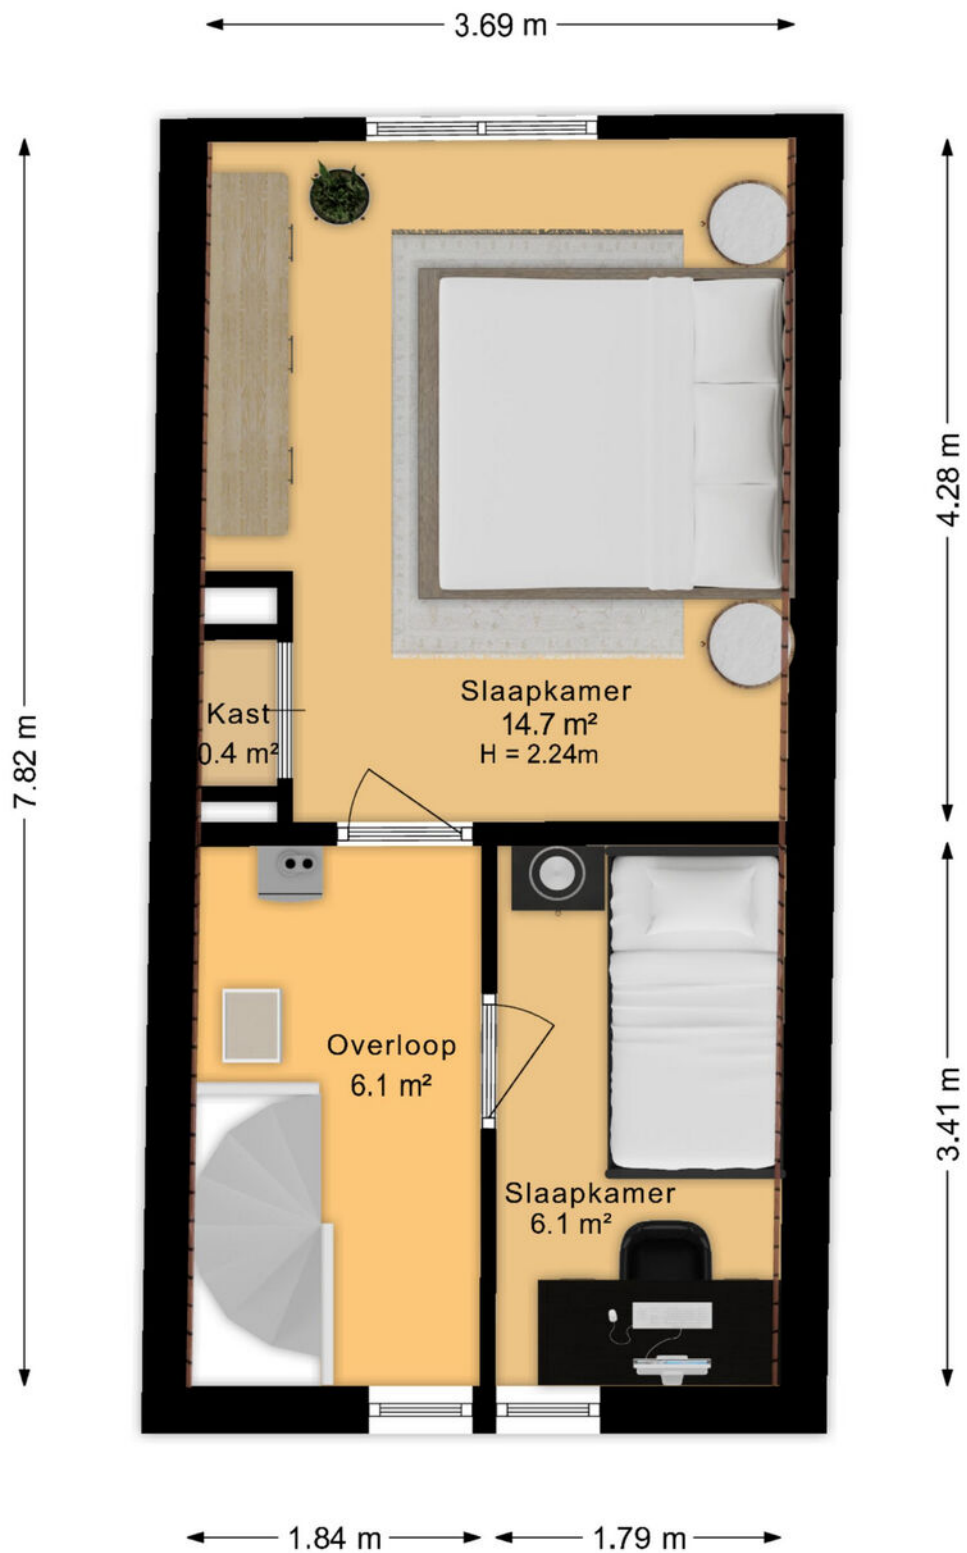 3.69 m
4.28 m
Slaapkamer
14.7 m²
H = 2.24m
Kast
0.4 m²
7.82 m
Overloop
6.1 m²
3.41 m
Slaapkamer
6.1 m²
1.84 m
1.79 m